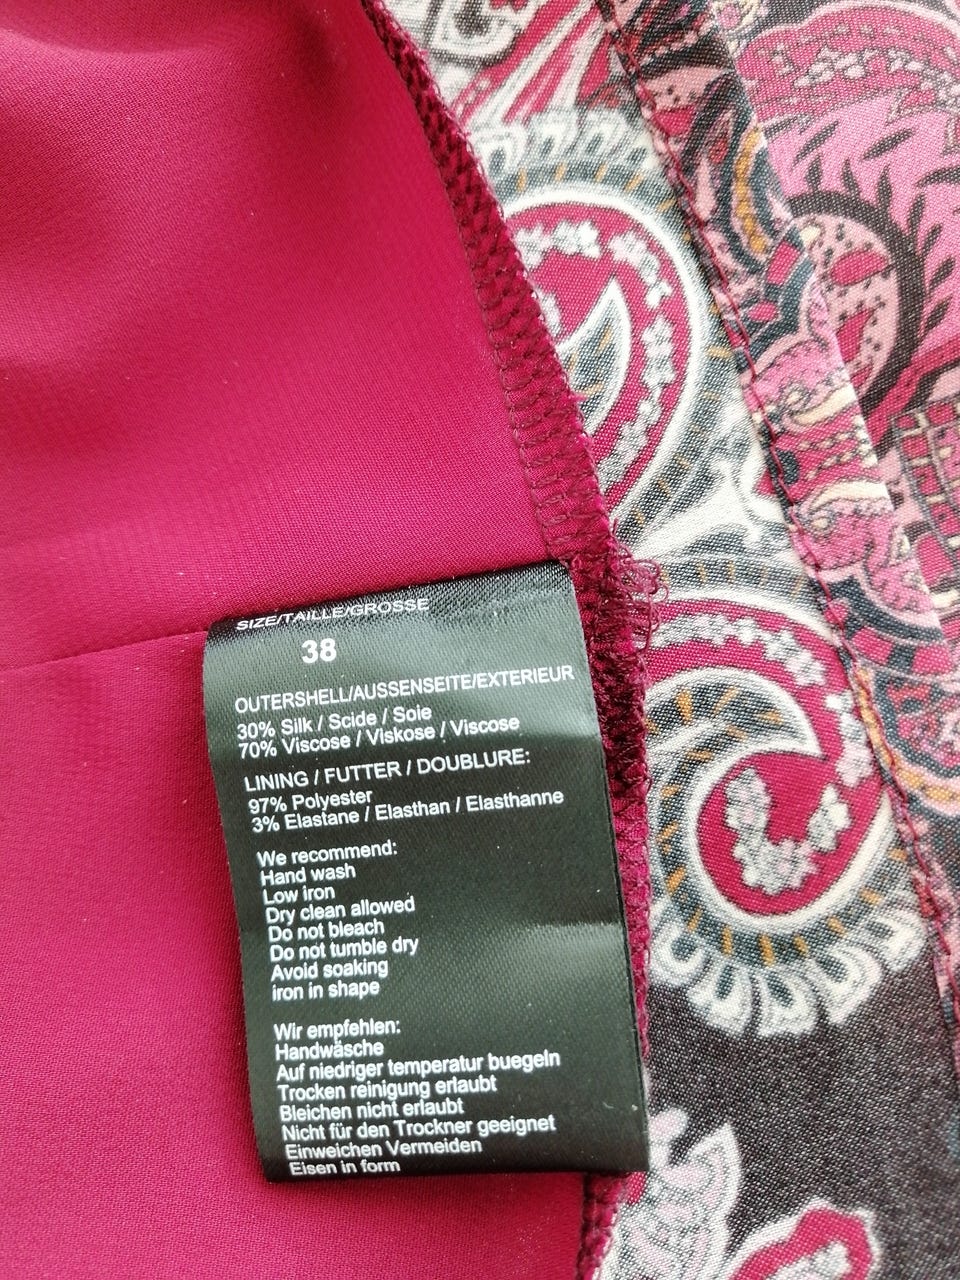 SIZE/TAILLE/GROSSE
38
OUTERSHELL/AUSSENSEITE/EXTERIEUR
30% Silk / Scide / Soie
70% Viscose / Viskose / Viscose
LINING / FUTTER / DOUBLURE:
97% Polyester
3% Elastane / Elasthan / Elasthanne
We recommend:
Hand wash
Low iron
Dry clean allowed
Do not bleach
Do not tumble dry
Avoid soaking
iron in shape
Wir empfehlen:
Handwäsche
Auf niedriger temperatur buegeln
Trocken reinigung erlaubt
Bleichen nicht erlaubt
Nicht für den Trockner geeignet
Einweichen Vermeiden
Eisen in form